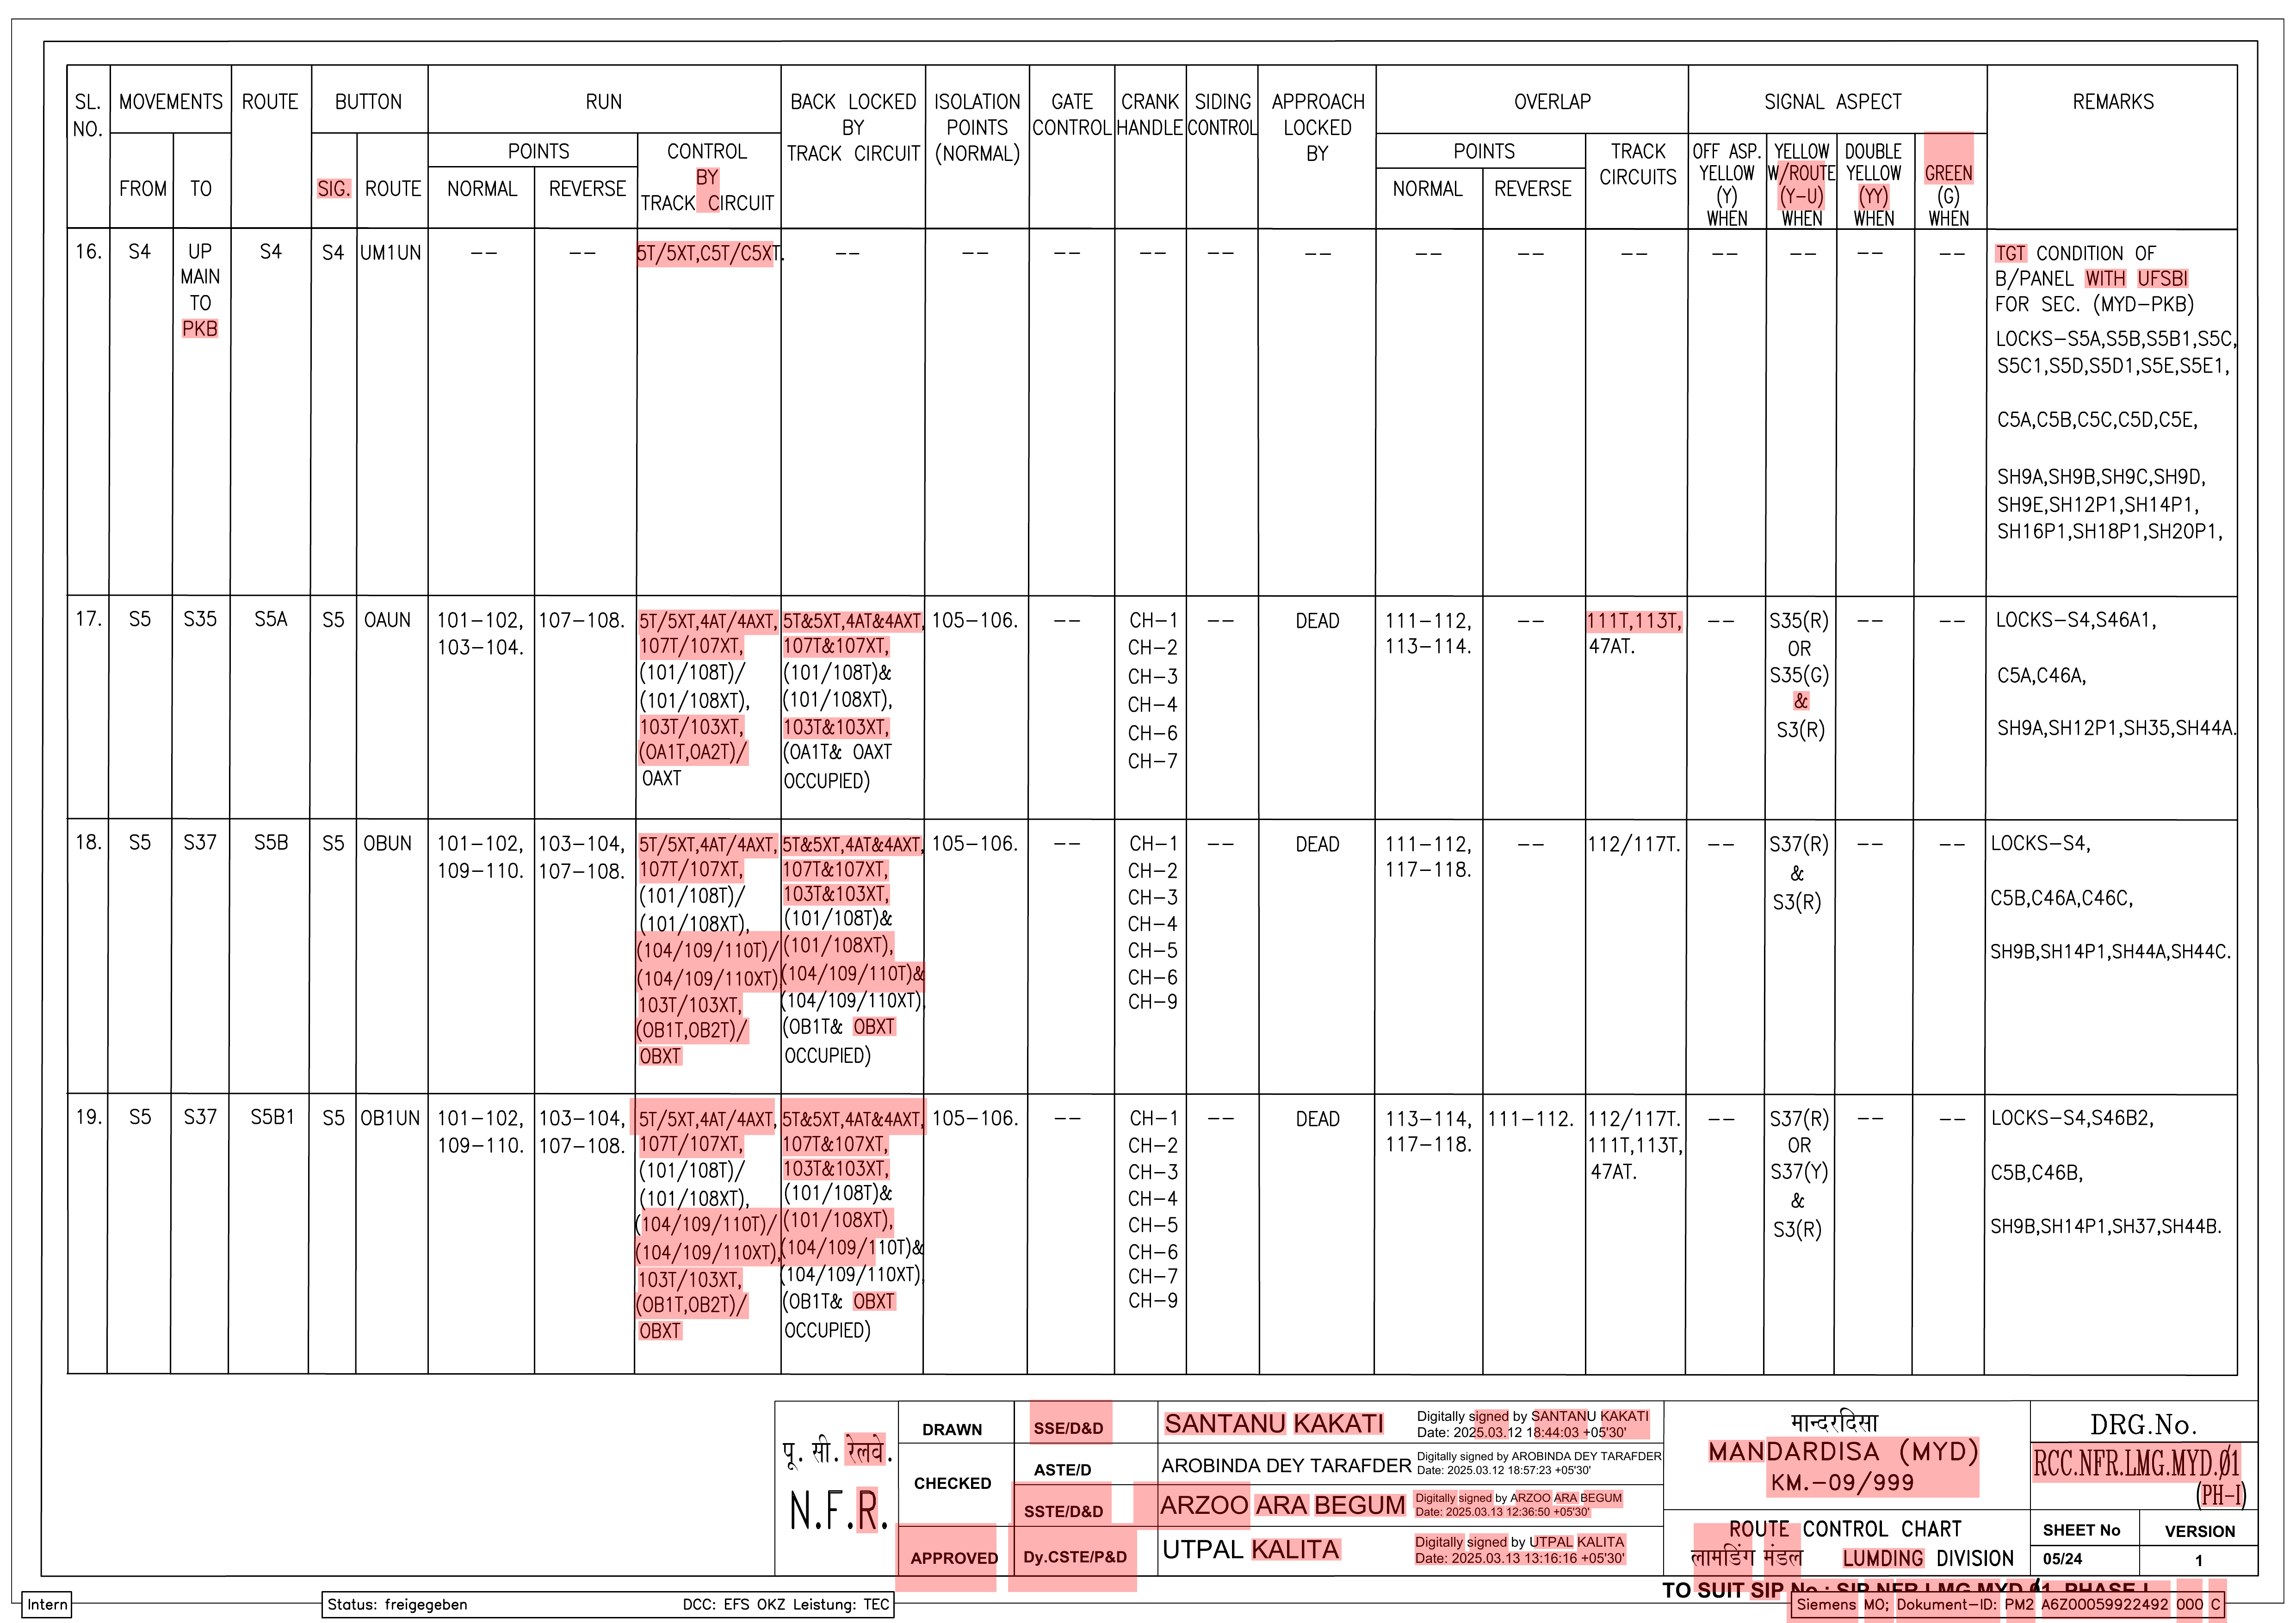 SL. NO. MOVEMENTS ROUTE BUTTON RUN BACK LOCKED BY TRACK CIRCUIT ISOLATION POINTS (NORMAL) GATE CONTROL CRANK HANDLE SIDING CONTROL APPROACH LOCKED BY OVERLAP SIGNAL ASPECT REMARKS
FROM TO SIG. ROUTE POINTS CONTROL BY TRACK CIRCUIT POINTS TRACK CIRCUITS OFF ASP. YELLOW (Y) WHEN YELLOW W/ROUTE (Y-U) WHEN DOUBLE YELLOW (YY) WHEN GREEN (G) WHEN
NORMAL REVERSE NORMAL REVERSE
16. S4 UP S4 S4 UM1UN -- -- 5T/5XT,C5T/C5XT. -- -- -- -- -- -- -- -- -- -- -- -- -- TGT CONDITION OF
MAIN B/PANEL WITH UFSBI
TO FOR SEC. (MYD-PKB)
PKB LOCKS-S5A,S5B,S5B1,S5C,
S5C1,S5D,S5D1,S5E,S5E1,
C5A,C5B,C5C,C5D,C5E,
SH9A,SH9B,SH9C,SH9D,
SH9E,SH12P1,SH14P1,
SH16P1,SH18P1,SH20P1,
17. S5 S35 S5A S5 OAUN 101-102, 107-108. 5T/5XT,4AT/4AXT, 5T&5XT,4AT&4AXT, 105-106. -- CH-1 -- DEAD 111-112, -- 111T,113T, -- S35(R) -- -- LOCKS-S4,S46A1,
103-104. 107T/107XT, 107T&107XT, CH-2 113-114. 47AT. OR
(101/108T)/ (101/108T)& CH-3 S35(G) C5A,C46A,
(101/108XT), (101/108XT), CH-4 &
103T/103XT, 103T&103XT, CH-6 S3(R) SH9A,SH12P1,SH35,SH44A.
(OA1T,OA2T)/ (OA1T& OAXT CH-7
OAXT OCCUPIED)
18. S5 S37 S5B S5 OBUN 101-102, 103-104, 5T/5XT,4AT/4AXT, 5T&5XT,4AT&4AXT, 105-106. -- CH-1 -- DEAD 111-112, -- 112/117T. -- S37(R) -- -- LOCKS-S4,
109-110. 107-108. 107T/107XT, 107T&107XT, CH-2 117-118. &
(101/108T)/ 103T&103XT, CH-3 S3(R) C5B,C46A,C46C,
(101/108XT), (101/108T)& CH-4
(104/109/110T)/ (101/108XT), CH-5 SH9B,SH14P1,SH44A,SH44C.
(104/109/110XT) (104/109/110T)& CH-6
103T/103XT, (104/109/110XT), CH-9
(OB1T,OB2T)/ (OB1T& OBXT
OBXT OCCUPIED)
19. S5 S37 S5B1 S5 OB1UN 101-102, 103-104, 5T/5XT,4AT/4AXT, 5T&5XT,4AT&4AXT, 105-106. -- CH-1 -- DEAD 113-114, 111-112. 112/117T. -- S37(R) -- -- LOCKS-S4,S46B2,
109-110. 107-108. 107T/107XT, 107T&107XT, CH-2 117-118. 111T,113T, OR
(101/108T)/ 103T&103XT, CH-3 47AT. S37(Y) C5B,C46B,
(101/108XT), (101/108T)& CH-4 &
(104/109/110T)/ (101/108XT), CH-5 S3(R) SH9B,SH14P1,SH37,SH44B.
(104/109/110XT), (104/109/110T)& CH-6
103T/103XT, (104/109/110XT), CH-7
(OB1T,OB2T)/ (OB1T& OBXT CH-9
OBXT OCCUPIED)
पू. सी. रेलवे.
N.F.R.
DRAWN SSE/D&D SANTANU KAKATI Digitally signed by SANTANU KAKATI
Date: 2025.03.12 18:44:03 +05'30'
CHECKED ASTE/D AROBINDA DEY TARAFDER Digitally signed by AROBINDA DEY TARAFDER
Date: 2025.03.12 18:57:23 +05'30'
SSTE/D&D ARZOO ARA BEGUM Digitally signed by ARZOO ARA BEGUM
Date: 2025.03.13 12:36:50 +05'30'
APPROVED Dy.CSTE/P&D UTPAL KALITA Digitally signed by UTPAL KALITA
Date: 2025.03.13 13:16:16 +05'30'
मान्दरदिसा
MANDARDISA (MYD)
KM.-09/999
ROUTE CONTROL CHART
लामडिंग मंडल LUMDING DIVISION
DRG.No.
RCC.NFR.LMG.MYD.Ø1
(PH-I)
SHEET No VERSION
05/24 1
TO SUIT SIP No.: SIP.NFR.LMG.MYD.Ø1, PHASE-I
Intern
Status: freigegeben DCC: EFS OKZ Leistung: TEC
Siemens MO; Dokument-ID: PM2 A6Z00059922492 000 C